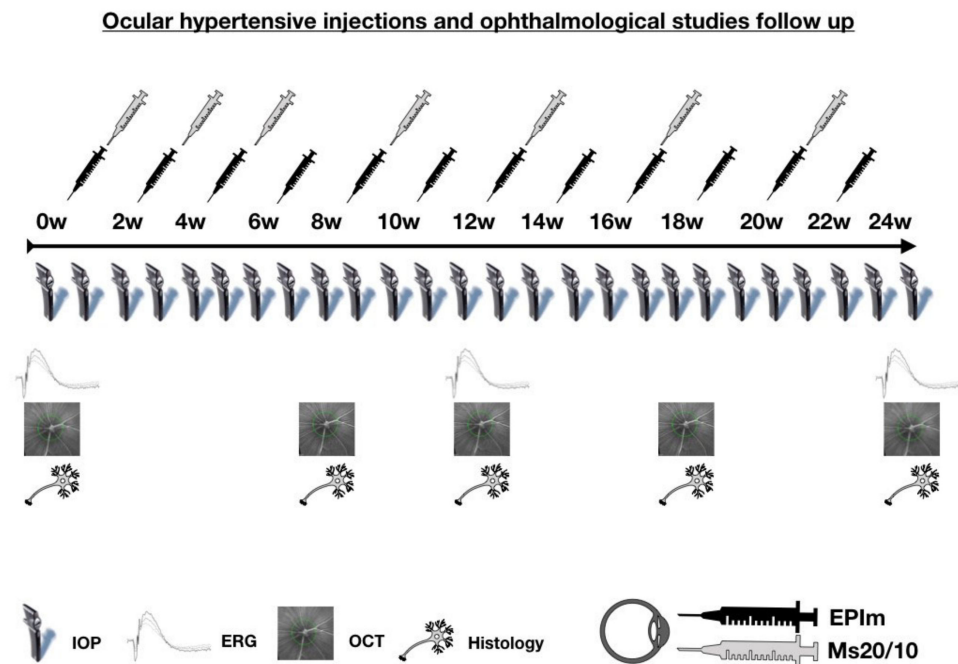 Ocular hypertensive injections and ophthalmological studies follow up
0w 2w 4w 6w 8w 10w 12w 14w 16w 18w 20w 22w 24w
IOP ERG OCT Histology
EPIm
Ms20/10